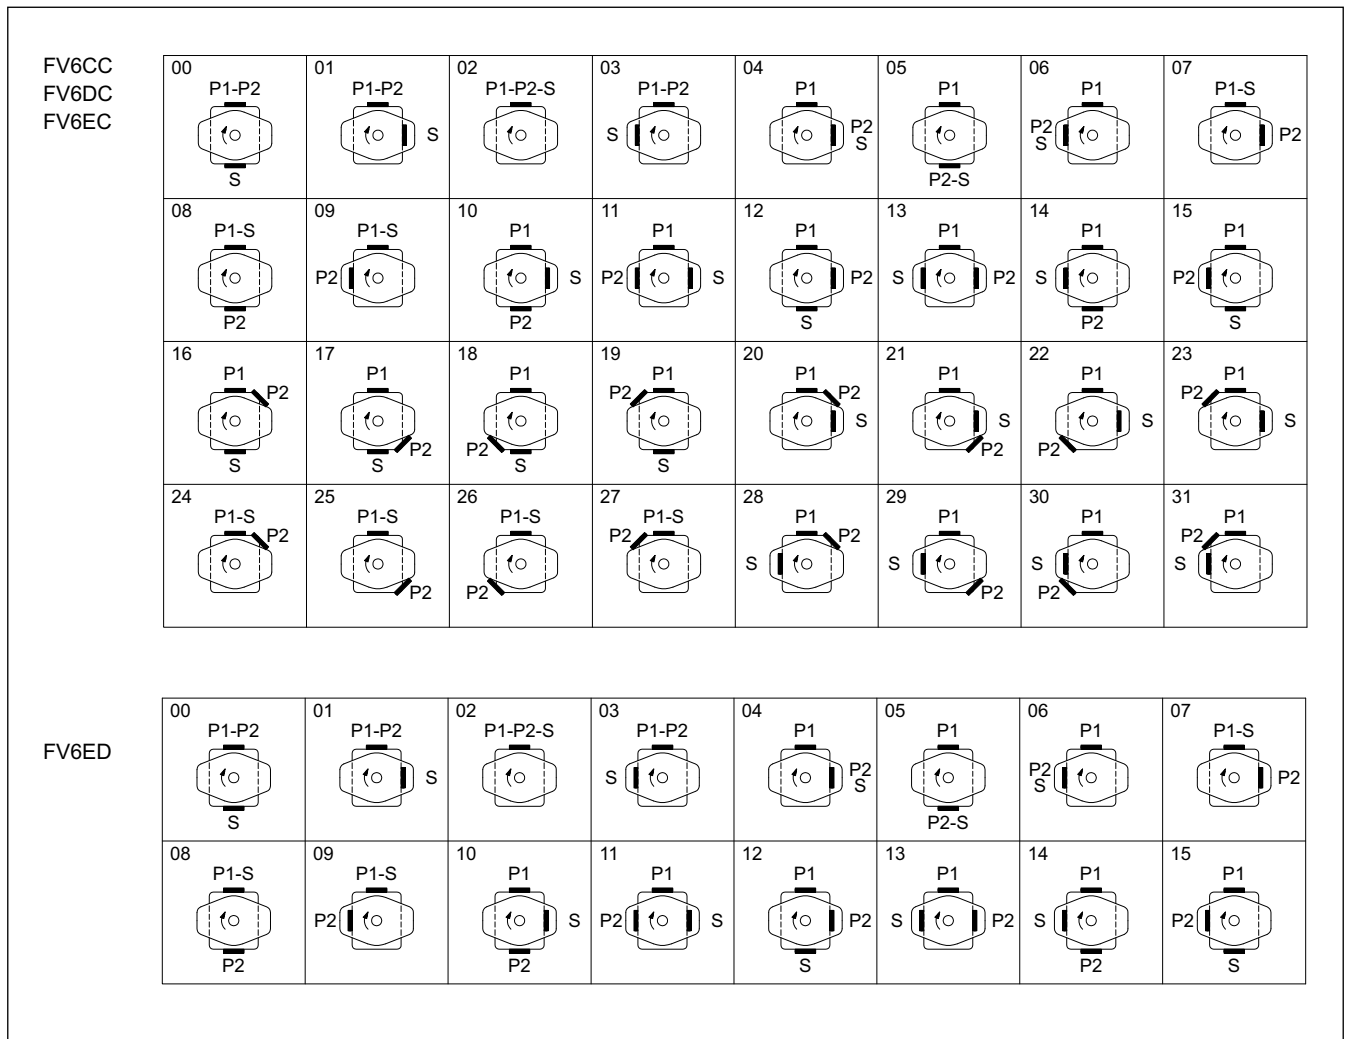 FV6CC
FV6DC
FV6EC
00 01 02 03 04 05 06 07
P1-P2 P1-P2 P1-P2-S P1-P2 P1 P1 P1 P1-S
S S P2 P2 P2
S S
S P2-S
08 09 10 11 12 13 14 15
P1-S P1-S P1 P1 P1 P1 P1 P1
P2 S P2 S P2 S P2 S P2
P2 P2 S P2 S
16 17 18 19 20 21 22 23
P1 P1 P1 P1 P1 P1 P1 P1
P2 P2 P2 P2
S S S S
P2 P2 P2 P2
S S S S
24 25 26 27 28 29 30 31
P1-S P1-S P1-S P1-S P1 P1 P1 P1
P2 P2 P2 P2
S S S S
P2 P2 P2 P2
FV6ED
00 01 02 03 04 05 06 07
P1-P2 P1-P2 P1-P2-S P1-P2 P1 P1 P1 P1-S
S S P2 P2 P2
S S
S P2-S
08 09 10 11 12 13 14 15
P1-S P1-S P1 P1 P1 P1 P1 P1
P2 S P2 S P2 S P2 S P2
P2 P2 S P2 S